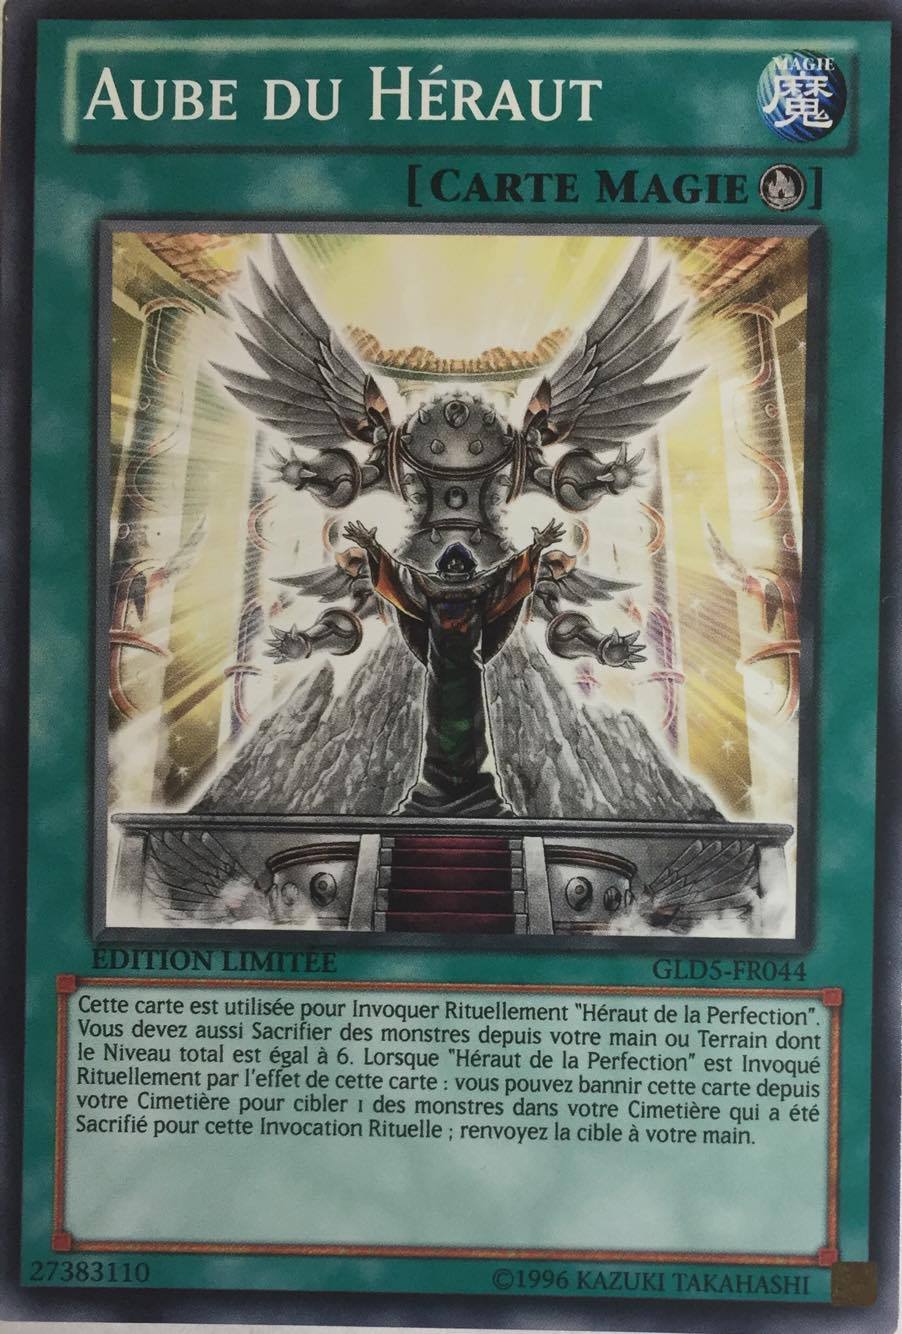 AUBE DU HÉRAUT
MAGIE
魔
[CARTE MAGIE]
EDITION LIMITÉE
GLD5-FR044
Cette carte est utilisée pour Invoquer Rituellement "Héraut de la Perfection".
Vous devez aussi Sacrifier des monstres depuis votre main ou Terrain dont
le Niveau total est égal à 6. Lorsque "Héraut de la Perfection" est Invoqué
Rituellement par l'effet de cette carte : vous pouvez bannir cette carte depuis
votre Cimetière pour cibler 1 des monstres dans votre Cimetière qui a été
Sacrifié pour cette Invocation Rituelle ; renvoyez la cible à votre main.
27383110
©1996 KAZUKI TAKAHASHI